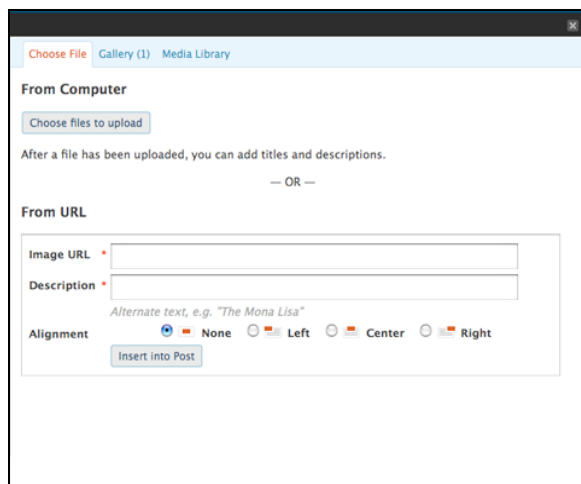 Choose File Gallery (1) Media Library
From Computer
Choose files to upload
After a file has been uploaded, you can add titles and descriptions.
— OR —
From URL
Image URL *
Description *
Alternate text, e.g. "The Mona Lisa"
Alignment None Left Center Right
Insert into Post